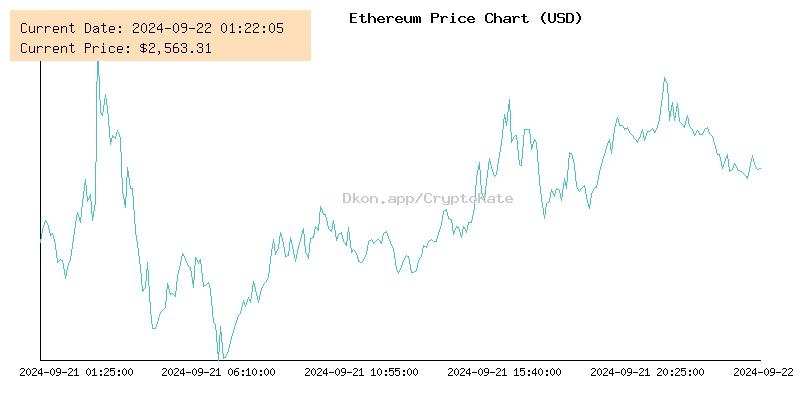 Ethereum Price Chart (USD)
Current Date: 2024-09-22 01:22:05
Current Price: $2,563.31
Dkon.app/CryptoRate
2024-09-21 01:25:00 2024-09-21 06:10:00 2024-09-21 10:55:00 2024-09-21 15:40:00 2024-09-21 20:25:00 2024-09-22